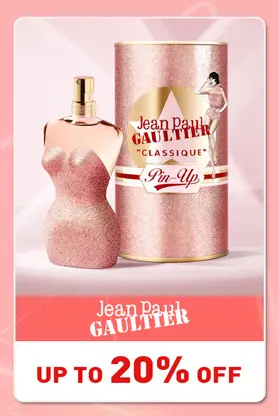 Jean Paul
GAULTIER
"CLASSIQUE"
Pin-Up
Jean Paul
GAULTIER
UP TO 20% OFF